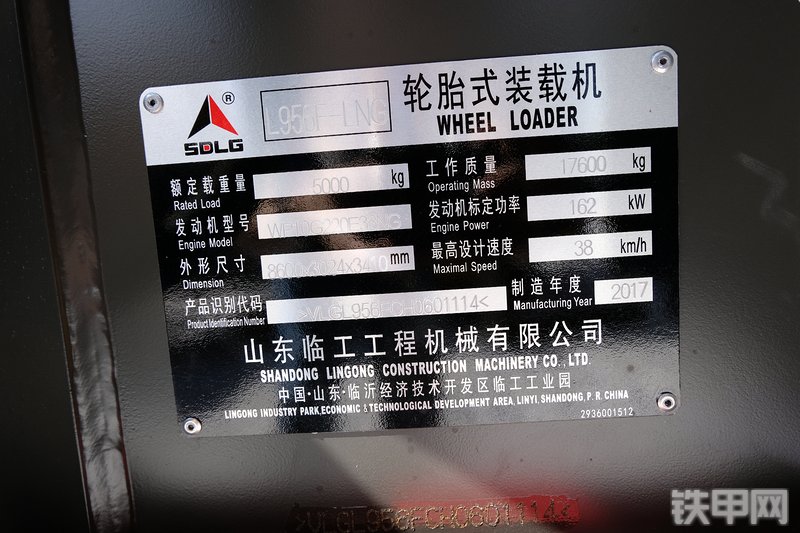 SDLG
®
L956F-LNG
轮胎式装载机
WHEEL LOADER
额定载重量 5000 kg
Rated Load
工作质量 17600 kg
Operating Mass
发动机型号 WP10G220E3-NG
Engine Model
发动机标定功率 162 kW
Engine Power
外形尺寸 8600x3024x3410 mm
Dimension
最高设计速度 38 km/h
Maximal Speed
产品识别代码 >VLGL956FCH0601114<
Product Identification Number
制造年度 2017
Manufacturing Year
山东临工工程机械有限公司
SHANDONG LINGONG CONSTRUCTION MACHINERY CO., LTD.
中国·山东·临沂经济技术开发区临工工业园
LINGONG INDUSTRY PARK,ECONOMIC & TECHNOLOGICAL DEVELOPMENT AREA, LINYI, SHANDONG, P. R. CHINA
2936001512
>VLGL956FCH0601114<
铁甲网